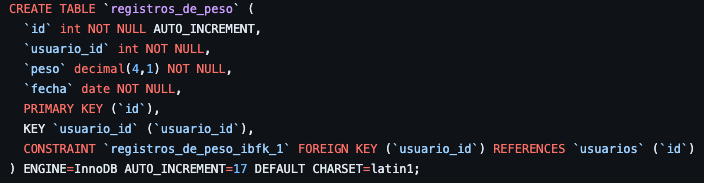 CREATE TABLE `registros_de_peso` (
  `id` int NOT NULL AUTO_INCREMENT,
  `usuario_id` int NOT NULL,
  `peso` decimal(4,1) NOT NULL,
  `fecha` date NOT NULL,
  PRIMARY KEY (`id`),
  KEY `usuario_id` (`usuario_id`),
  CONSTRAINT `registros_de_peso_ibfk_1` FOREIGN KEY (`usuario_id`) REFERENCES `usuarios` (`id`)
) ENGINE=InnoDB AUTO_INCREMENT=17 DEFAULT CHARSET=latin1;